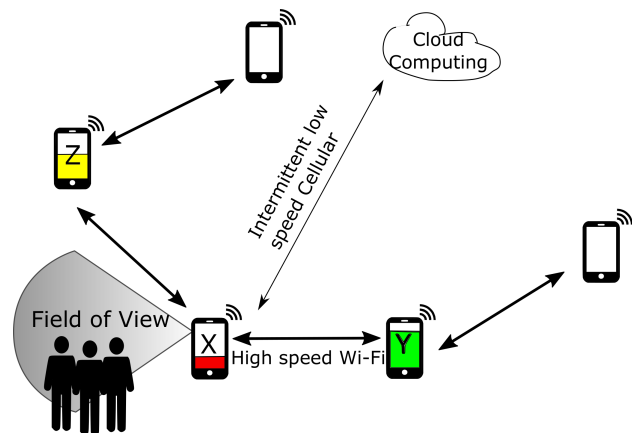 Cloud
Computing
Z
Intermittent low
speed Cellular
Field of View
X
High speed Wi-Fi
Y